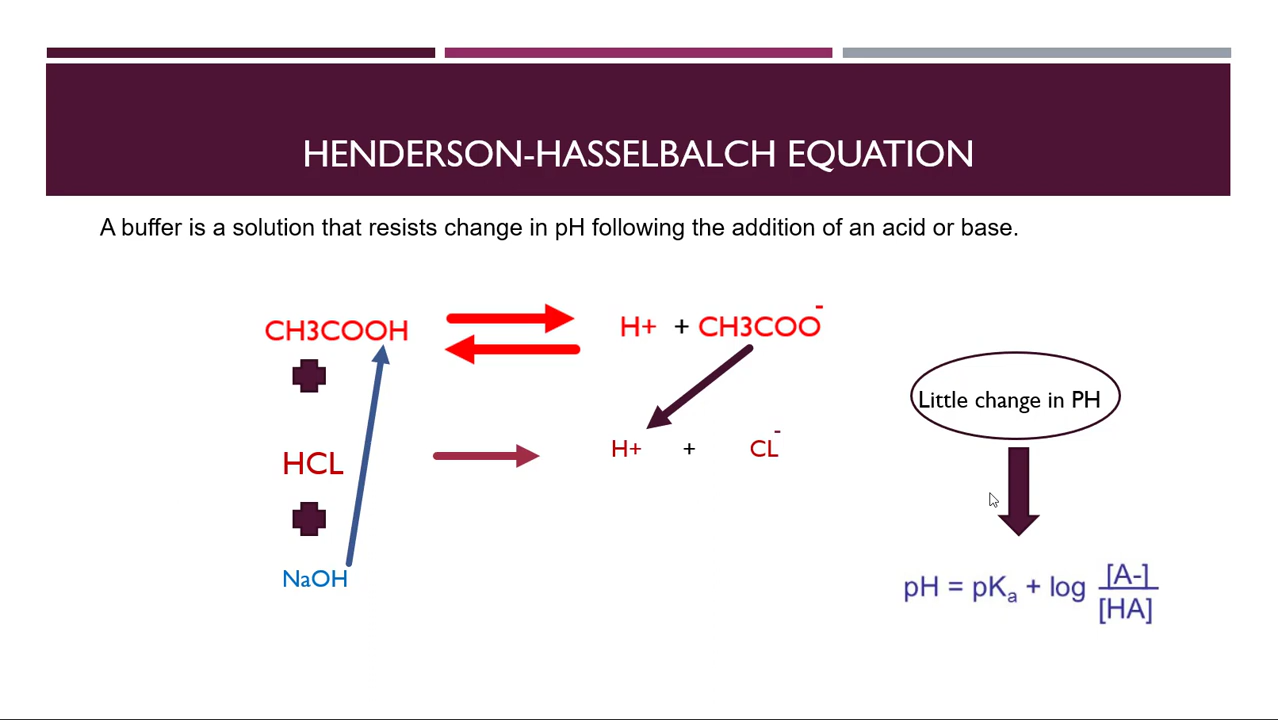 HENDERSON-HASSELBALCH EQUATION
A buffer is a solution that resists change in pH following the addition of an acid or base.
CH3COOH H+ + CH3COO-
Little change in PH
HCL H+ + CL-
NaOH
pH = pKa + log [A-]/[HA]